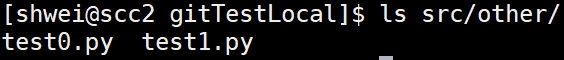 [shwei@scc2 gitTestLocal]$ ls src/other/
test0.py  test1.py